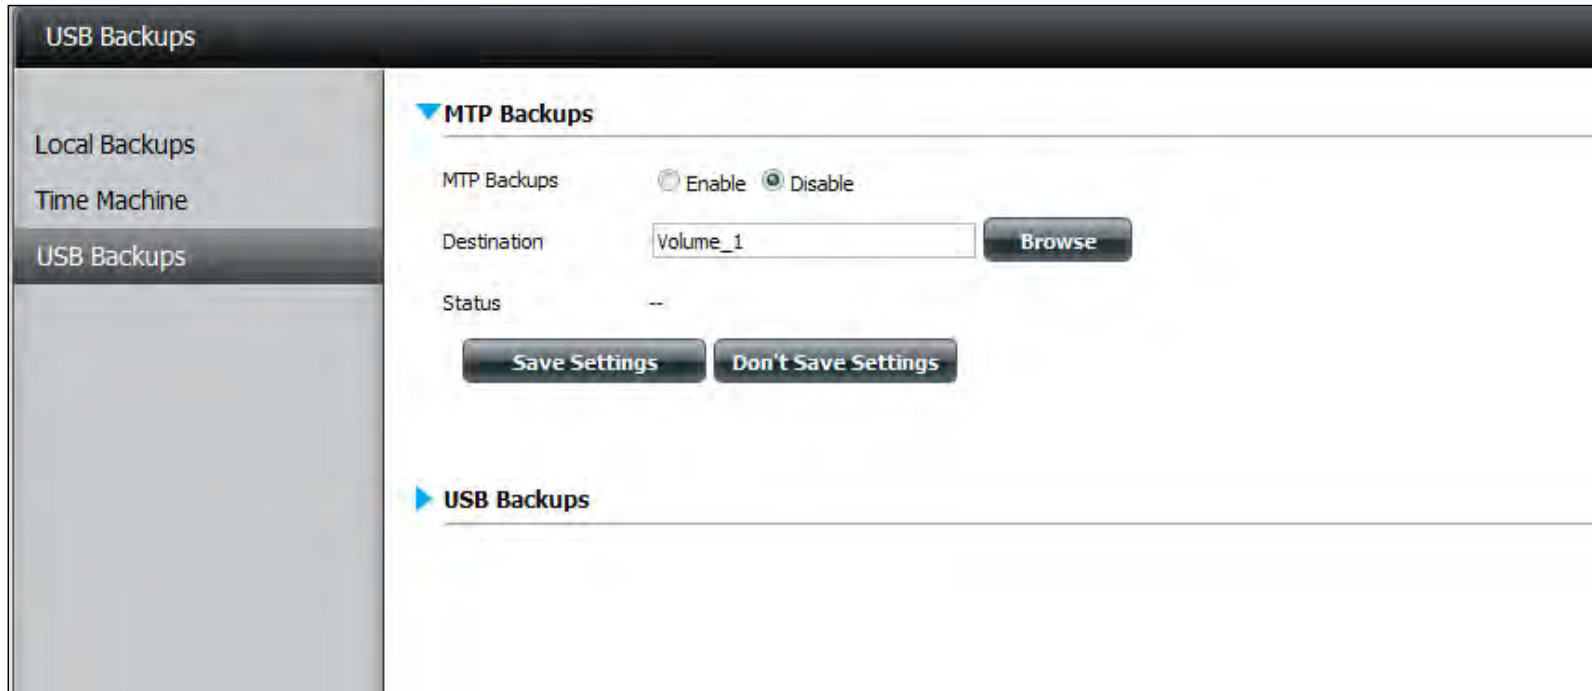 USB Backups
Local Backups
Time Machine
USB Backups
MTP Backups
MTP Backups Enable Disable
Destination Volume_1 Browse
Status --
Save Settings Don't Save Settings
USB Backups